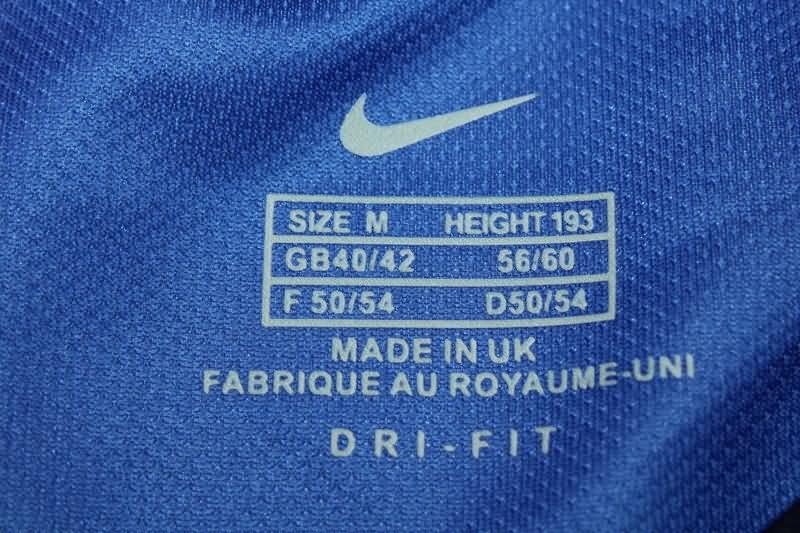 SIZE M HEIGHT 193
GB40/42 56/60
F 50/54 D50/54
MADE IN UK
FABRIQUE AU ROYAUME-UNI
DRI-FIT